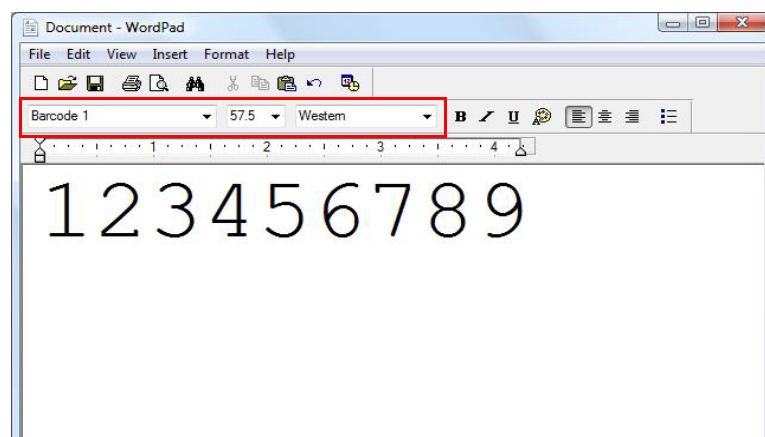 Document - WordPad
File Edit View Insert Format Help
Barcode 1 57.5 Western B I U
1 2 3 4
123456789